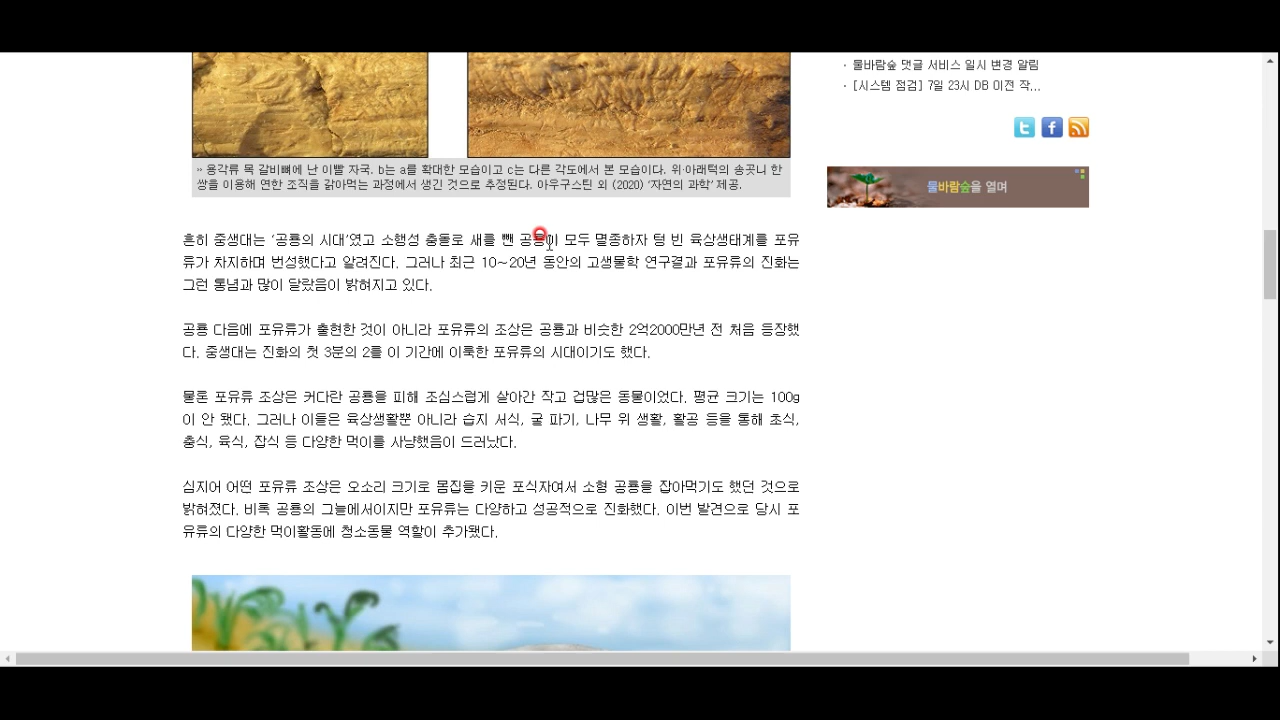 » 용각류 목 갈비뼈에 난 이빨 자국. b는 a를 확대한 모습이고 c는 다른 각도에서 본 모습이다. 위·아래턱의 송곳니 한
쌍을 이용해 연한 조직을 갉아먹는 과정에서 생긴 것으로 추정된다. 아우구스틴 외 (2020) '자연의 과학' 제공.
흔히 중생대는 ‘공룡의 시대’였고 소행성 충돌로 새를 뺀 공룡이 모두 멸종하자 텅 빈 육상생태계를 포유
류가 차지하며 번성했다고 알려진다. 그러나 최근 10~20년 동안의 고생물학 연구결과 포유류의 진화는
그런 통념과 많이 달랐음이 밝혀지고 있다.
공룡 다음에 포유류가 출현한 것이 아니라 포유류의 조상은 공룡과 비슷한 2억2000만년 전 처음 등장했
다. 중생대는 진화의 첫 3분의 2를 이 기간에 이룩한 포유류의 시대이기도 했다.
물론 포유류 조상은 커다란 공룡을 피해 조심스럽게 살아간 작고 겁많은 동물이었다. 평균 크기는 100g
이 안 됐다. 그러나 이들은 육상생활뿐 아니라 습지 서식, 굴 파기, 나무 위 생활, 활공 등을 통해 초식,
충식, 육식, 잡식 등 다양한 먹이를 사냥했음이 드러났다.
심지어 어떤 포유류 조상은 오소리 크기로 몸집을 키운 포식자여서 소형 공룡을 잡아먹기도 했던 것으로
밝혀졌다. 비록 공룡의 그늘에서이지만 포유류는 다양하고 성공적으로 진화했다. 이번 발견으로 당시 포
유류의 다양한 먹이활동에 청소동물 역할이 추가됐다.
· 물바람숲 댓글 서비스 일시 변경 알림
· [시스템 점검] 7일 23시 DB 이전 작...
물바람숲을 열며